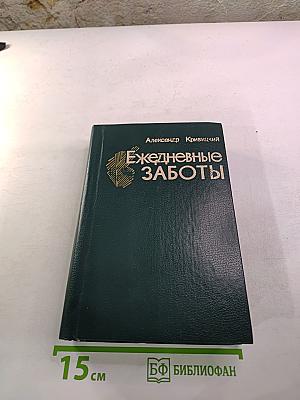 Александр Кривицкий
Ежедневные
ЗАБОТЫ
15 см
БФ БИБЛИОФАН